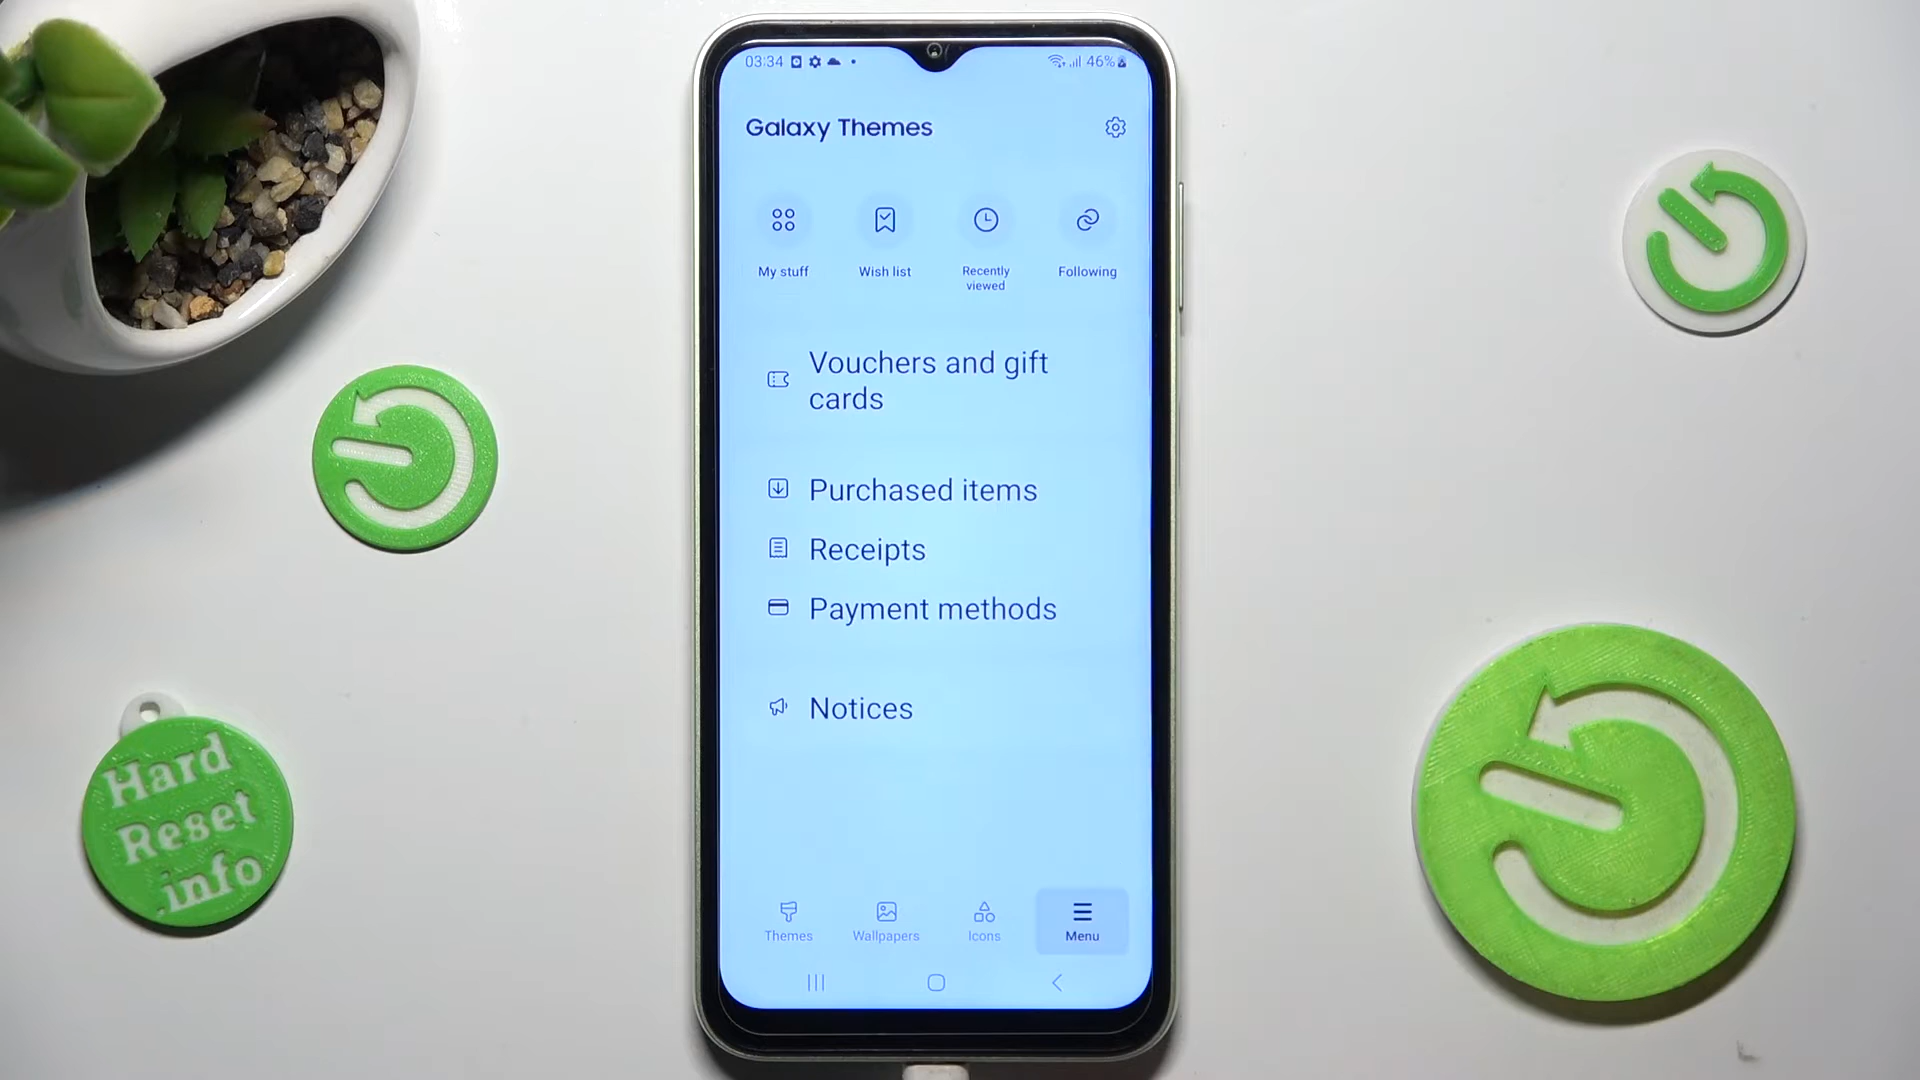 03:34
46%
Galaxy Themes
My stuff
Wish list
Recently
viewed
Following
Vouchers and gift
cards
Purchased items
Receipts
Payment methods
Notices
Themes
Wallpapers
Icons
Menu
Hard
Reset
.info